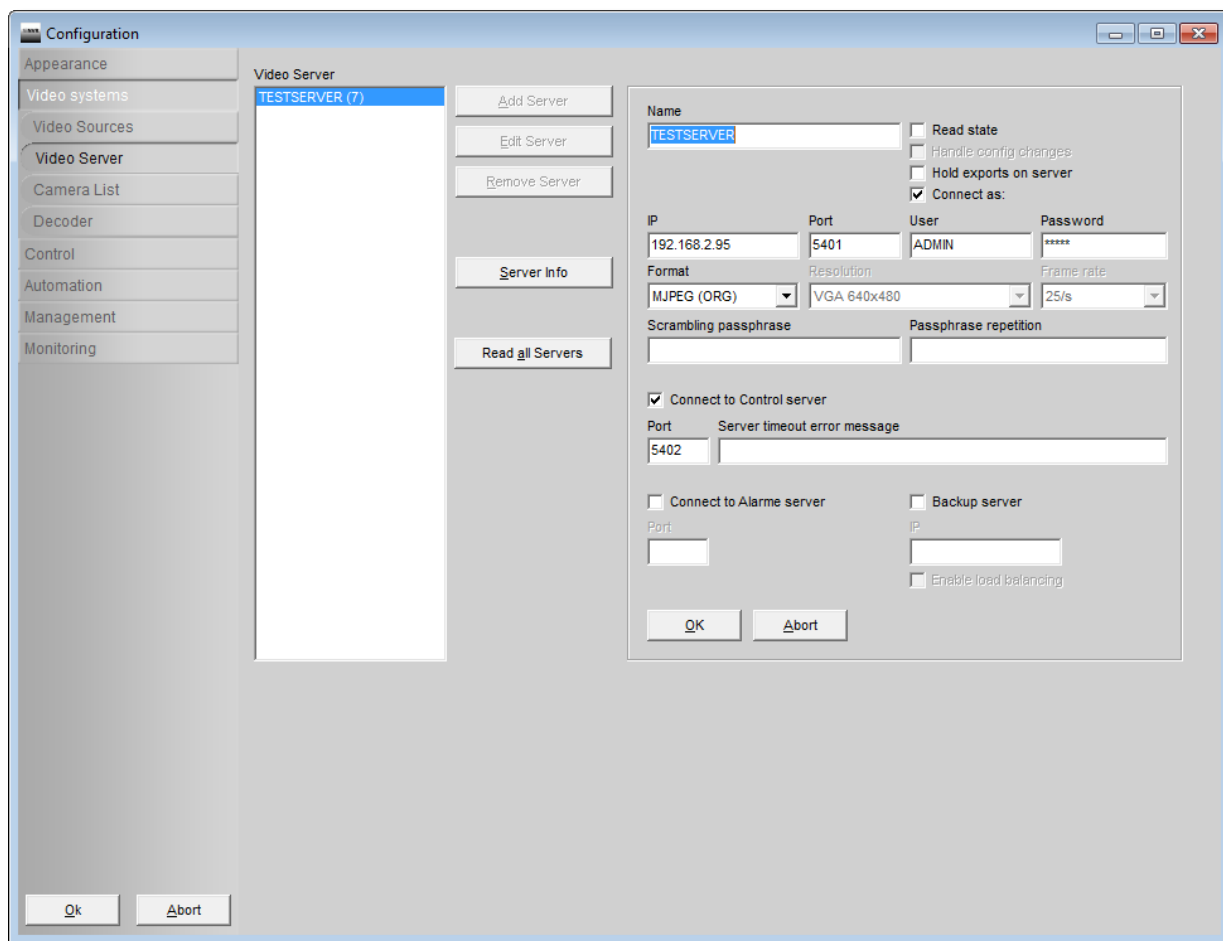 Configuration
Appearance
Video systems
Video Sources
Video Server
Camera List
Decoder
Control
Automation
Management
Monitoring
Ok Abort
Video Server
TESTSERVER (7)
Add Server
Edit Server
Remove Server
Server Info
Read all Servers
Name
TESTSERVER
Read state
Handle config changes
Hold exports on server
Connect as:
IP Port User Password
192.168.2.95 5401 ADMIN *****
Format Resolution Frame rate
MJPEG (ORG) VGA 640x480 25/s
Scrambling passphrase Passphrase repetition
Connect to Control server
Port Server timeout error message
5402
Connect to Alarme server Backup server
Port IP
Enable load balancing
OK Abort